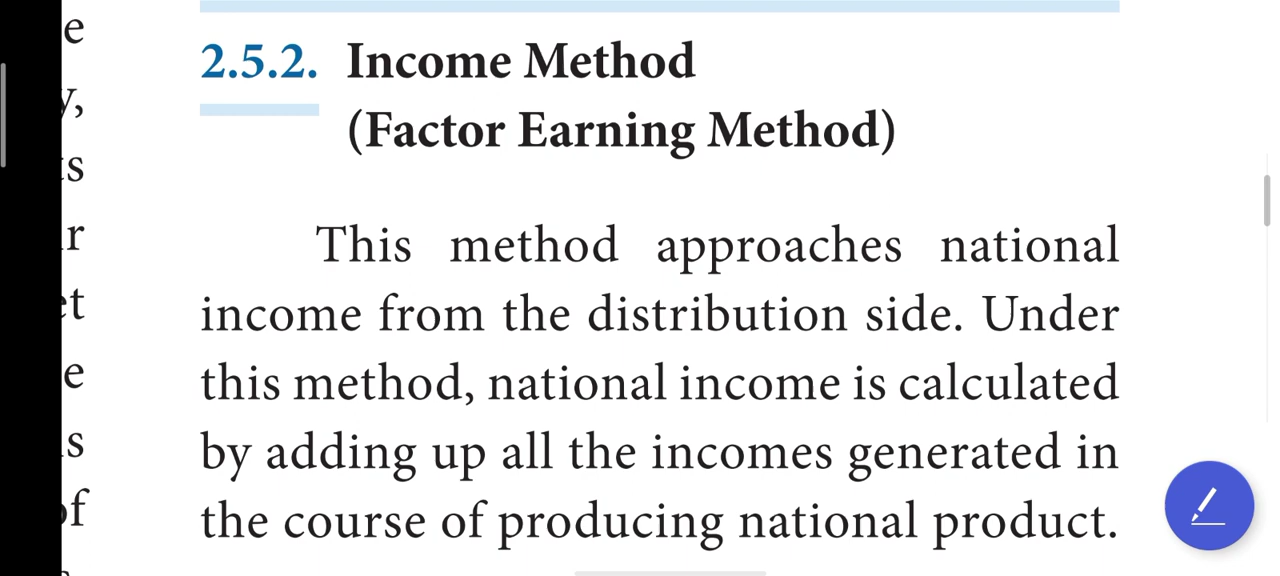 2.5.2. Income Method
(Factor Earning Method)
This method approaches national
income from the distribution side. Under
this method, national income is calculated
by adding up all the incomes generated in
the course of producing national product.